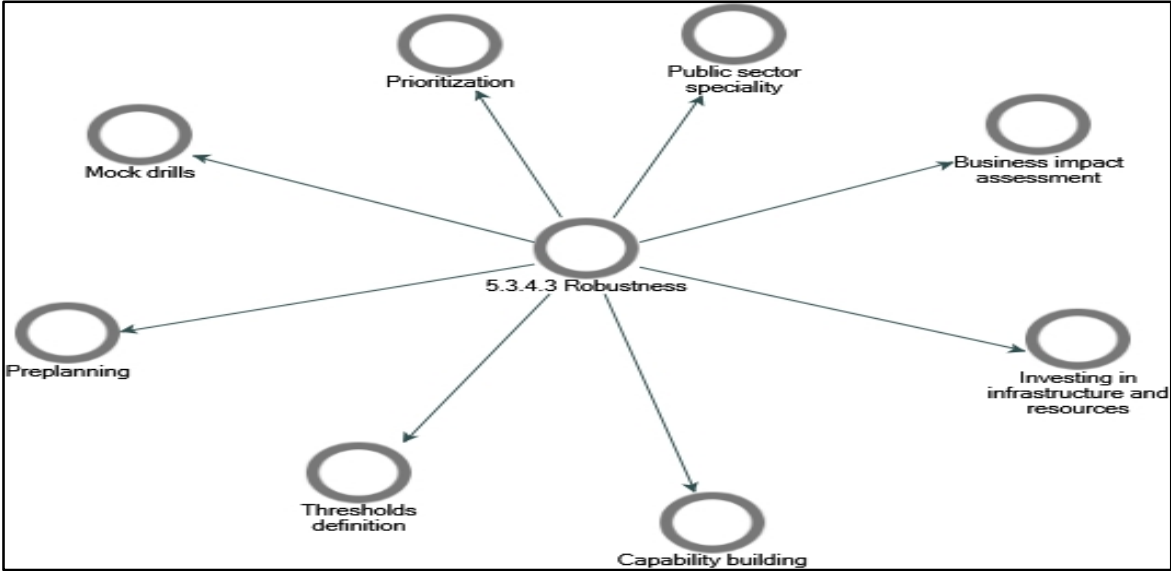 Prioritization
Public sector
speciality
Mock drills
Business impact
assessment
5.3.4.3 Robustness
Preplanning
Investing in
infrastructure and
resources
Thresholds
definition
Capability building